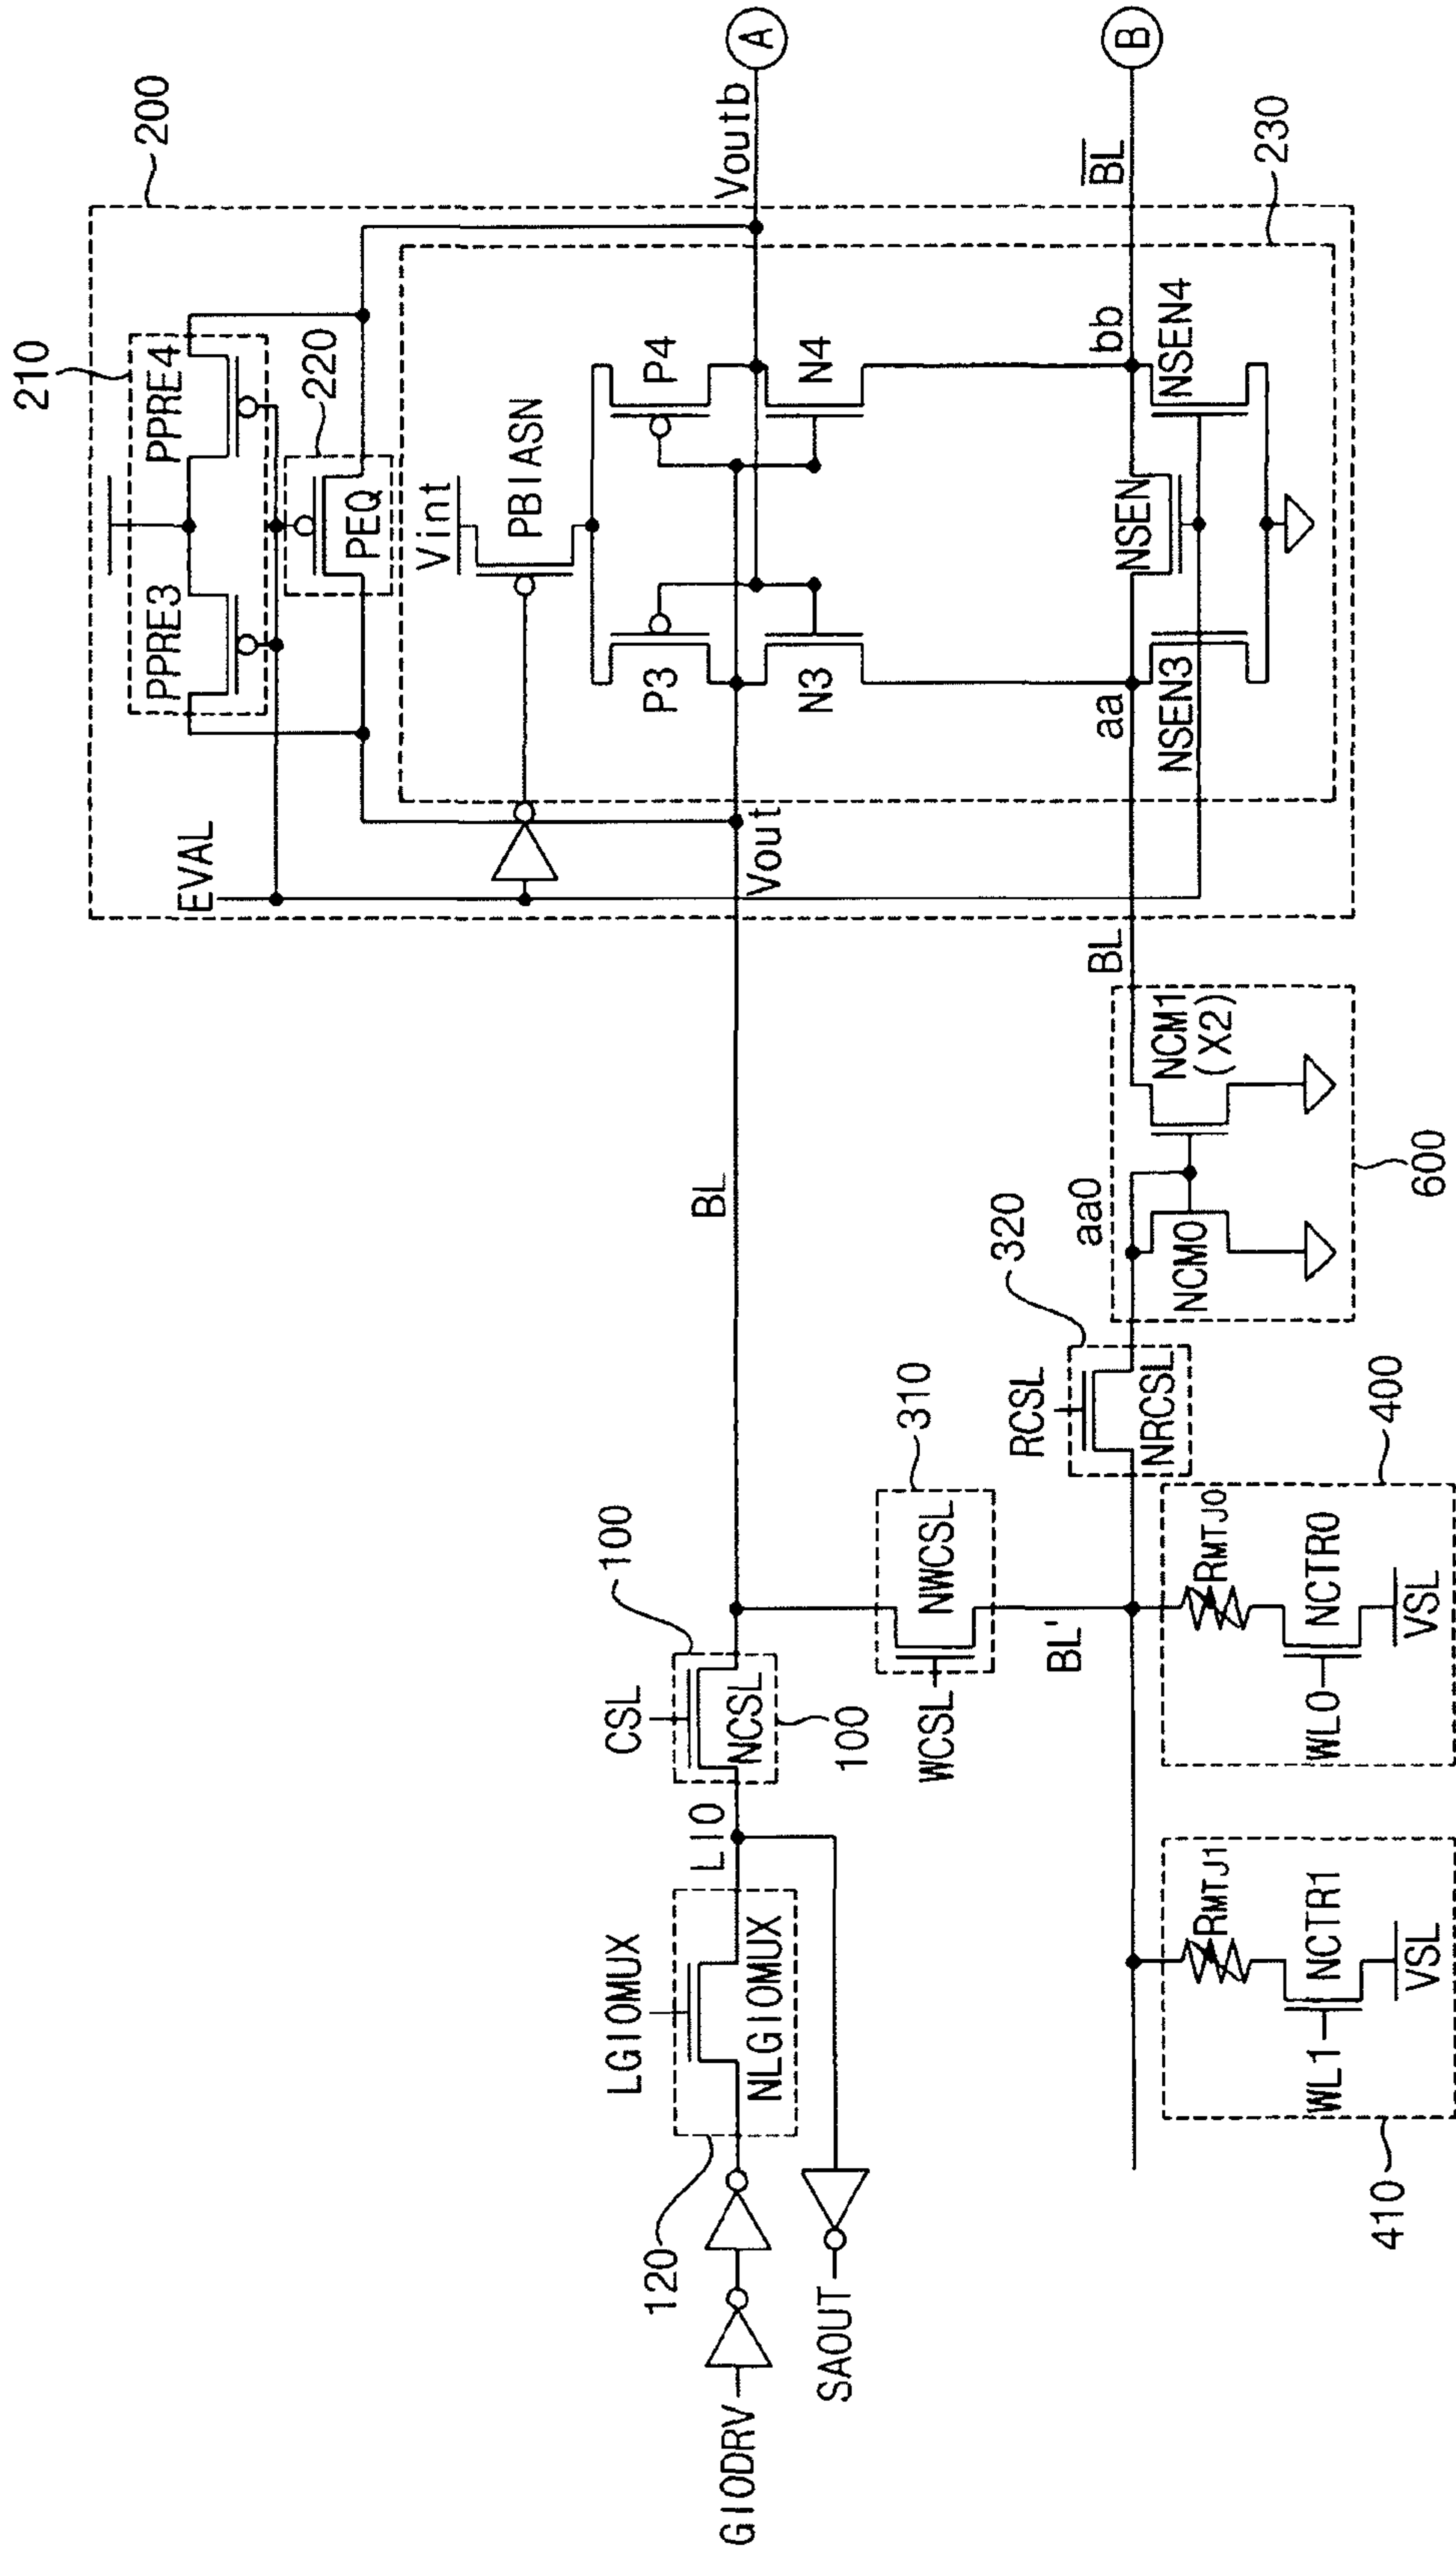 210
200
PPRE3
PPRE4
EVAL
220
PEQ
Vint
PBIASN
P3
P4
Vout
Voutb
A
N3
N4
BL
aa
bb
B̅L̅
B
NSEN3
NSEN
NSEN4
230
LGIOMUX
CSL
100
120
NLGIOMUX
LIO
NCSL
100
BL
GIODRV
SAOUT
310
WCSL
NWCSL
BL'
RCSL
320
NRCSL
aa0
NCM0
NCM1
(X2)
600
RMTJ1
WL1
NCTR1
VSL
410
RMTJ0
WL0
NCTR0
VSL
400